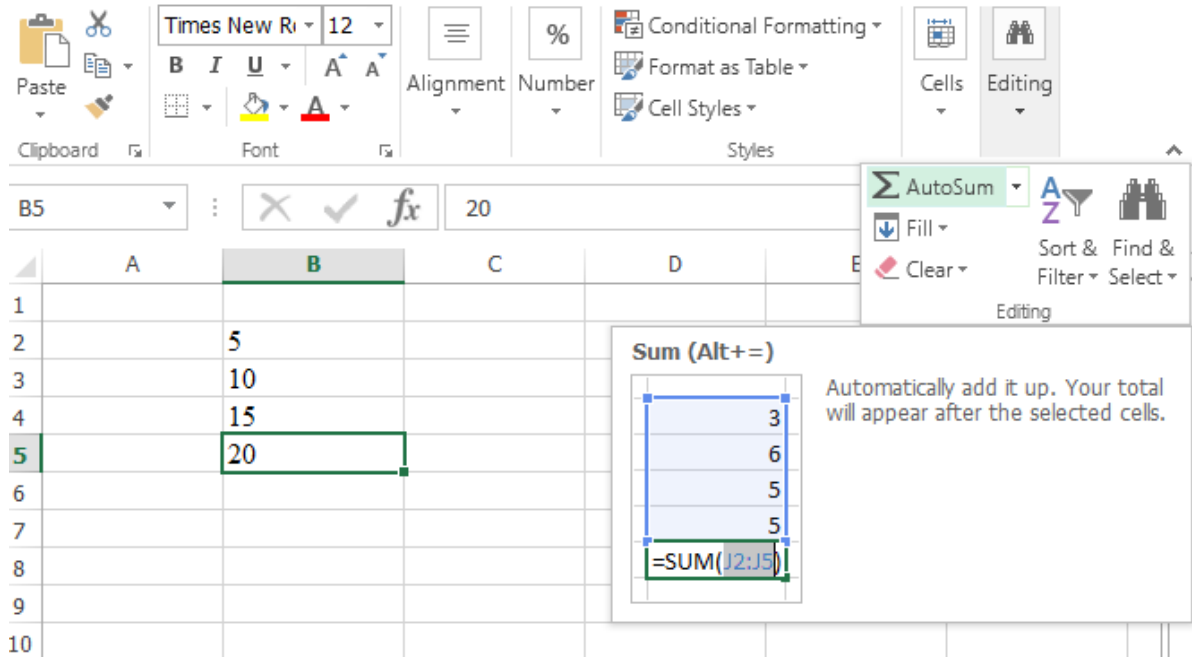 Times New R 12
% Conditional Formatting
B I U A A Format as Table
Paste Alignment Number Cells Editing
A Cell Styles
Clipboard Font Styles
B5 fx 20
Σ AutoSum
Fill
Clear
A Z
Sort & Filter
Find & Select
Editing
A B C D E
1
2 5
3 10
4 15
5 20
6
7
8
9
10
Sum (Alt+=)
3
6
5
5
=SUM(J2:J5)
Automatically add it up. Your total
will appear after the selected cells.